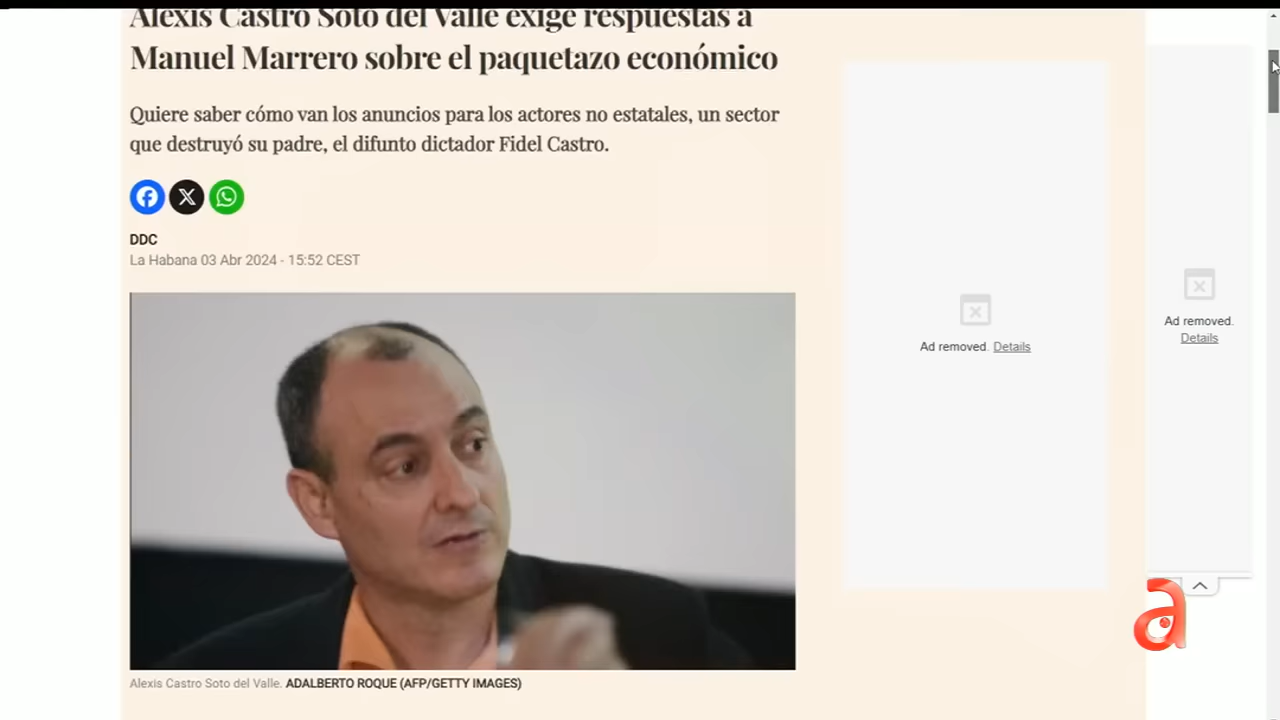 Alexis Castro Soto del Valle exige respuestas a
Manuel Marrero sobre el paquetazo económico
Quiere saber cómo van los anuncios para los actores no estatales, un sector
que destruyó su padre, el difunto dictador Fidel Castro.
DDC
La Habana 03 Abr 2024 - 15:52 CEST
Ad removed. Details
Ad removed.
Details
a
Alexis Castro Soto del Valle. ADALBERTO ROQUE (AFP/GETTY IMAGES)